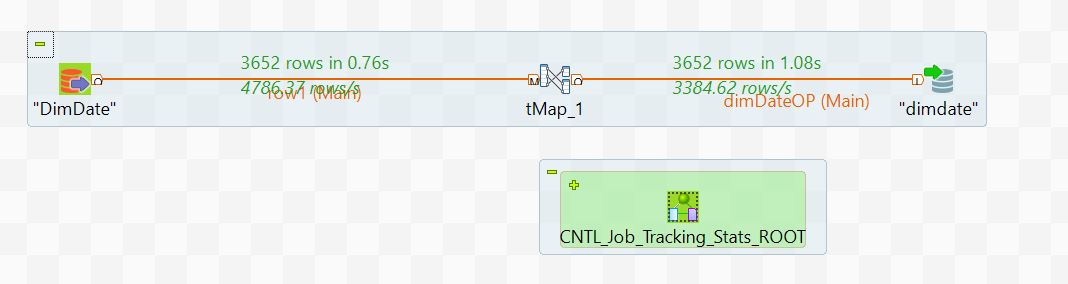 3652 rows in 0.76s
4786.37 rows/s
row1 (Main)
3652 rows in 1.08s
3384.62 rows/s
dimDateOP (Main)
O
M
O
I
"DimDate"
tMap_1
"dimdate"
CNTL_Job_Tracking_Stats_ROOT